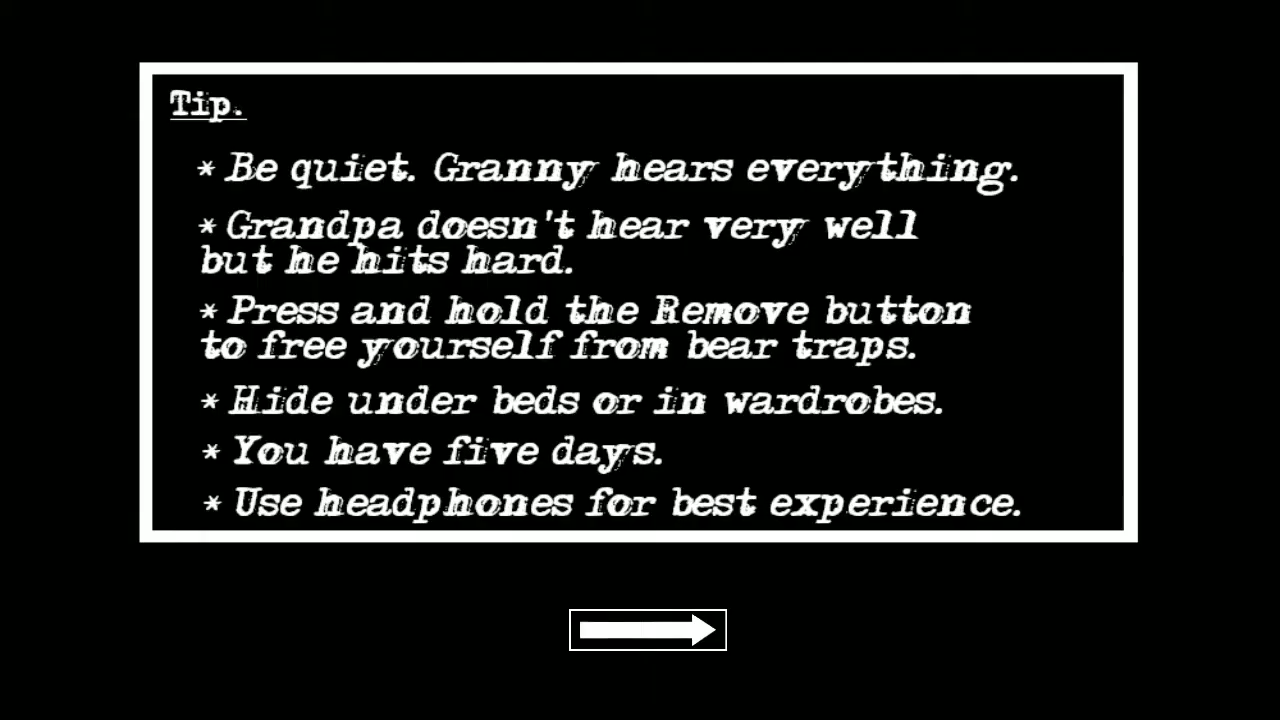 Tip.
* Be quiet. Granny hears everything.
* Grandpa doesn't hear very well
but he hits hard.
* Press and hold the Remove button
to free yourself from bear traps.
* Hide under beds or in wardrobes.
* You have five days.
* Use headphones for best experience.